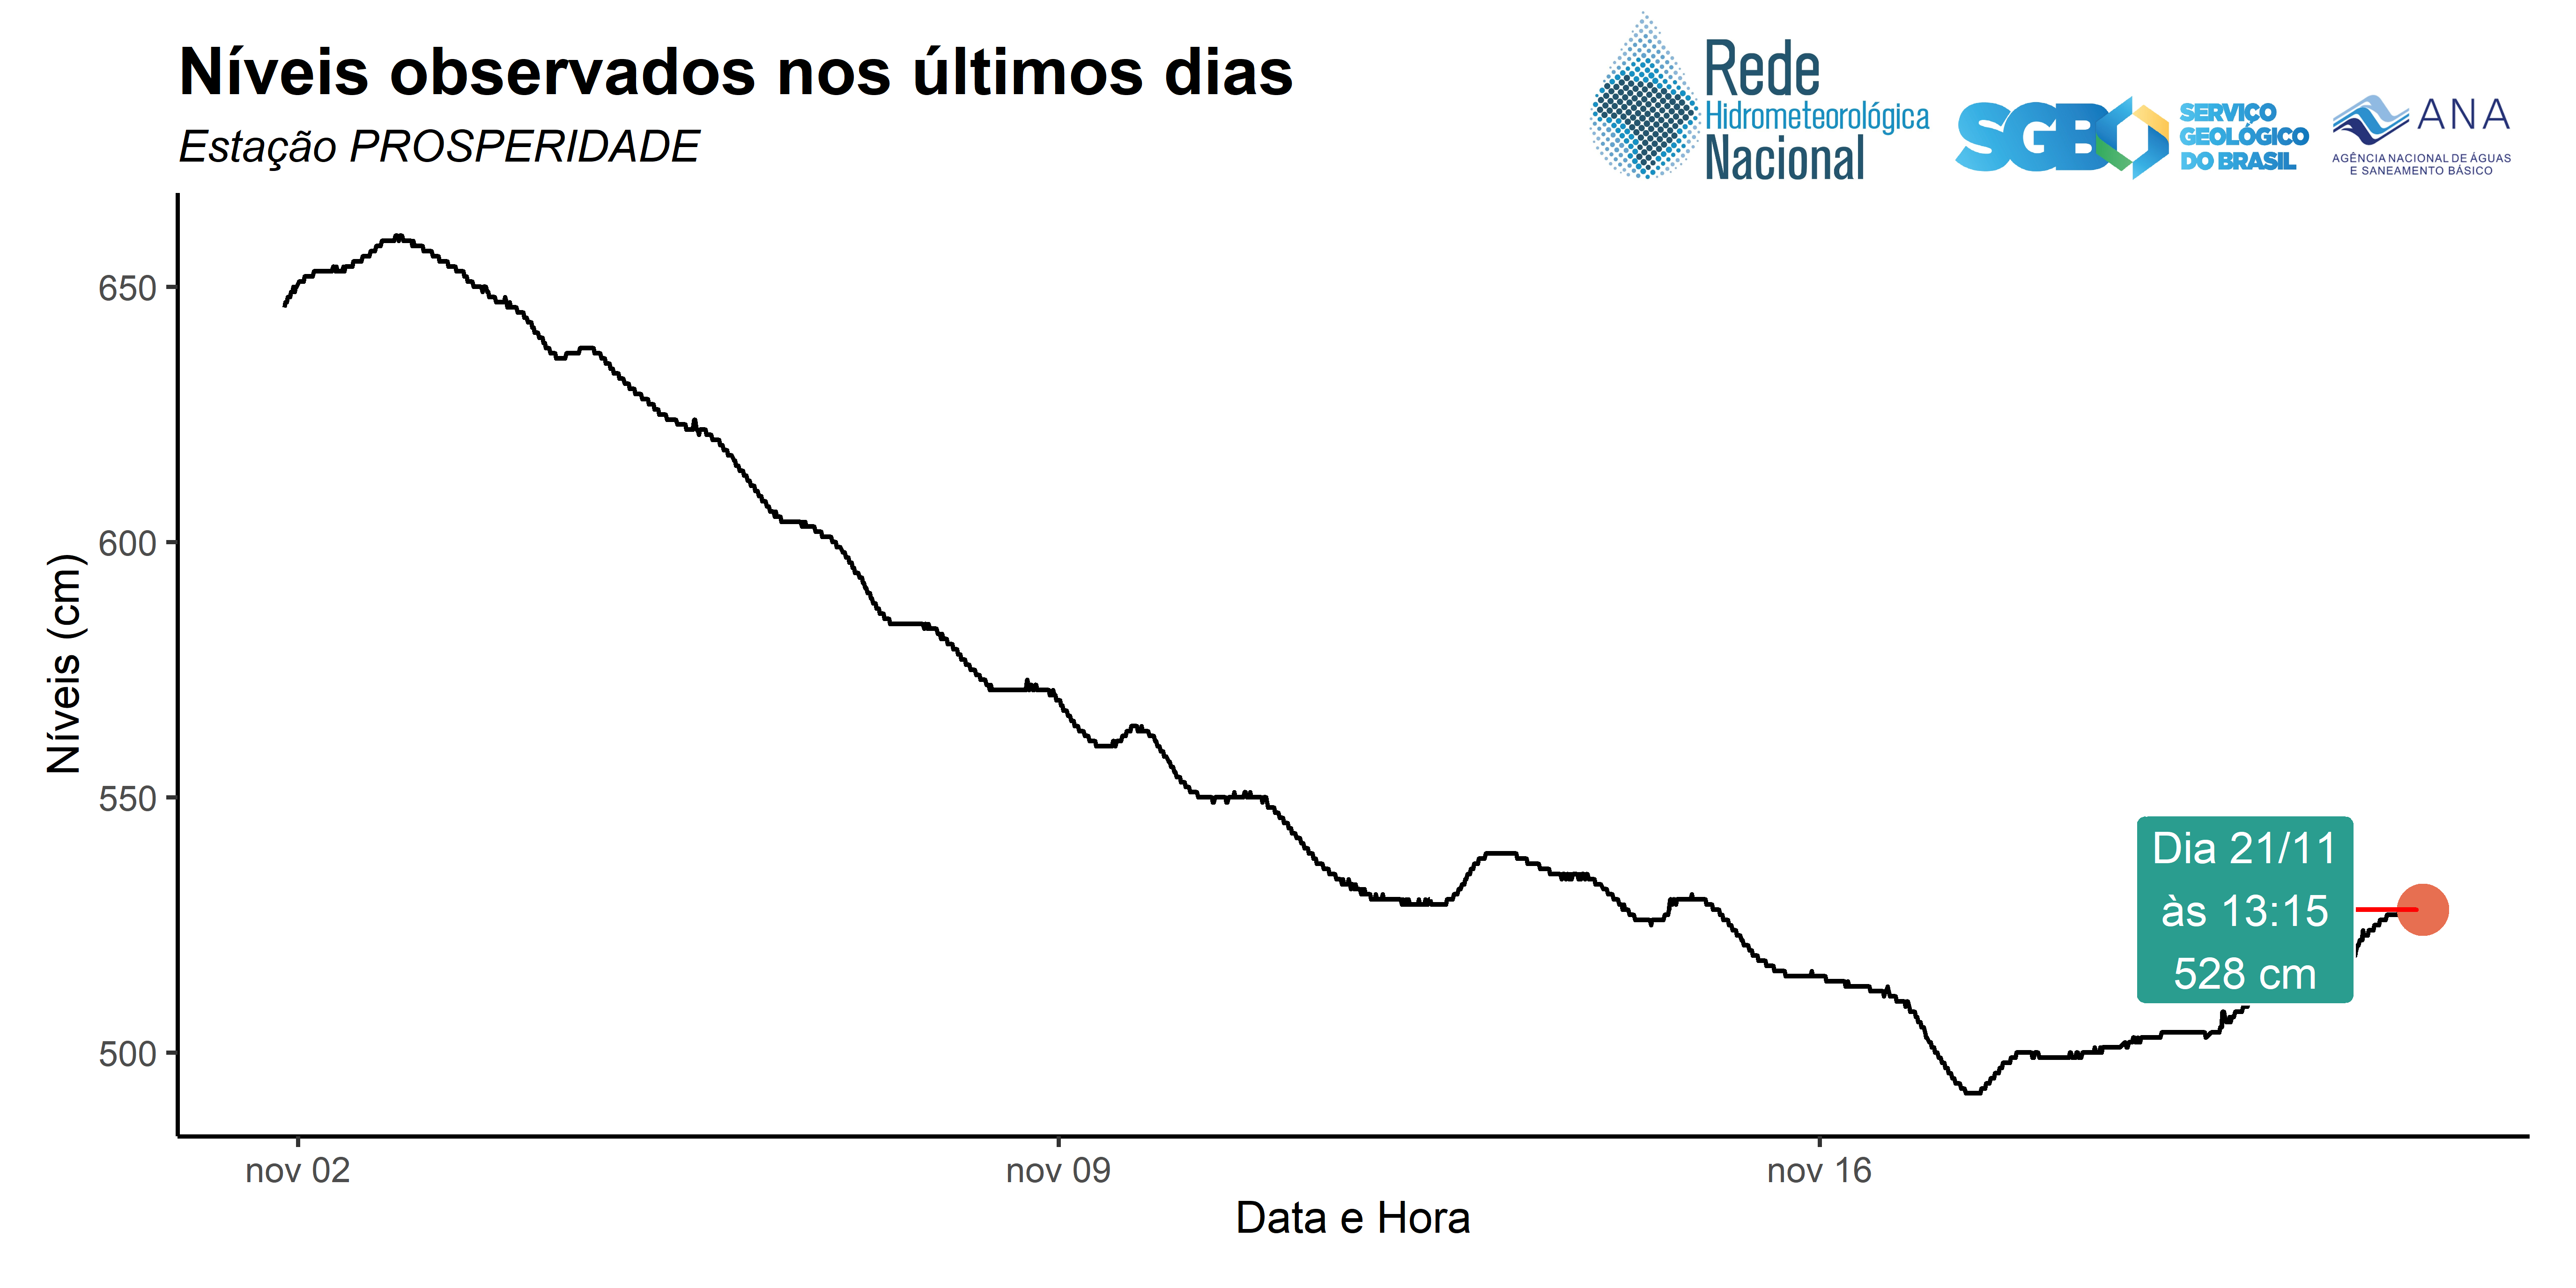 Níveis observados nos últimos dias
Estação PROSPERIDADE
Rede
Hidrometeorológica
Nacional
SGB
SERVIÇO
GEOLÓGICO
DO BRASIL
ANA
AGÊNCIA NACIONAL DE ÁGUAS
E SANEAMENTO BÁSICO
Níveis (cm)
650
600
550
500
Dia 21/11
às 13:15
528 cm
nov 02
nov 09
nov 16
Data e Hora